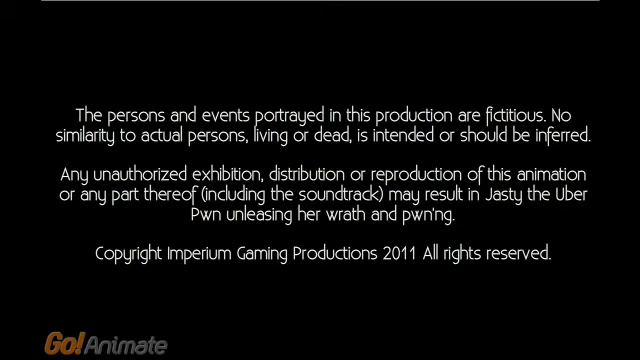 The persons and events portrayed in this production are fictitious. No
similarity to actual persons, living or dead, is intended or should be inferred.
Any unauthorized exhibition, distribution or reproduction of this animation
or any part thereof (including the soundtrack) may result in Jasty the Uber
Pwn unleasing her wrath and pwn'ng.
Copyright Imperium Gaming Productions 2011 All rights reserved.
Go!Animate